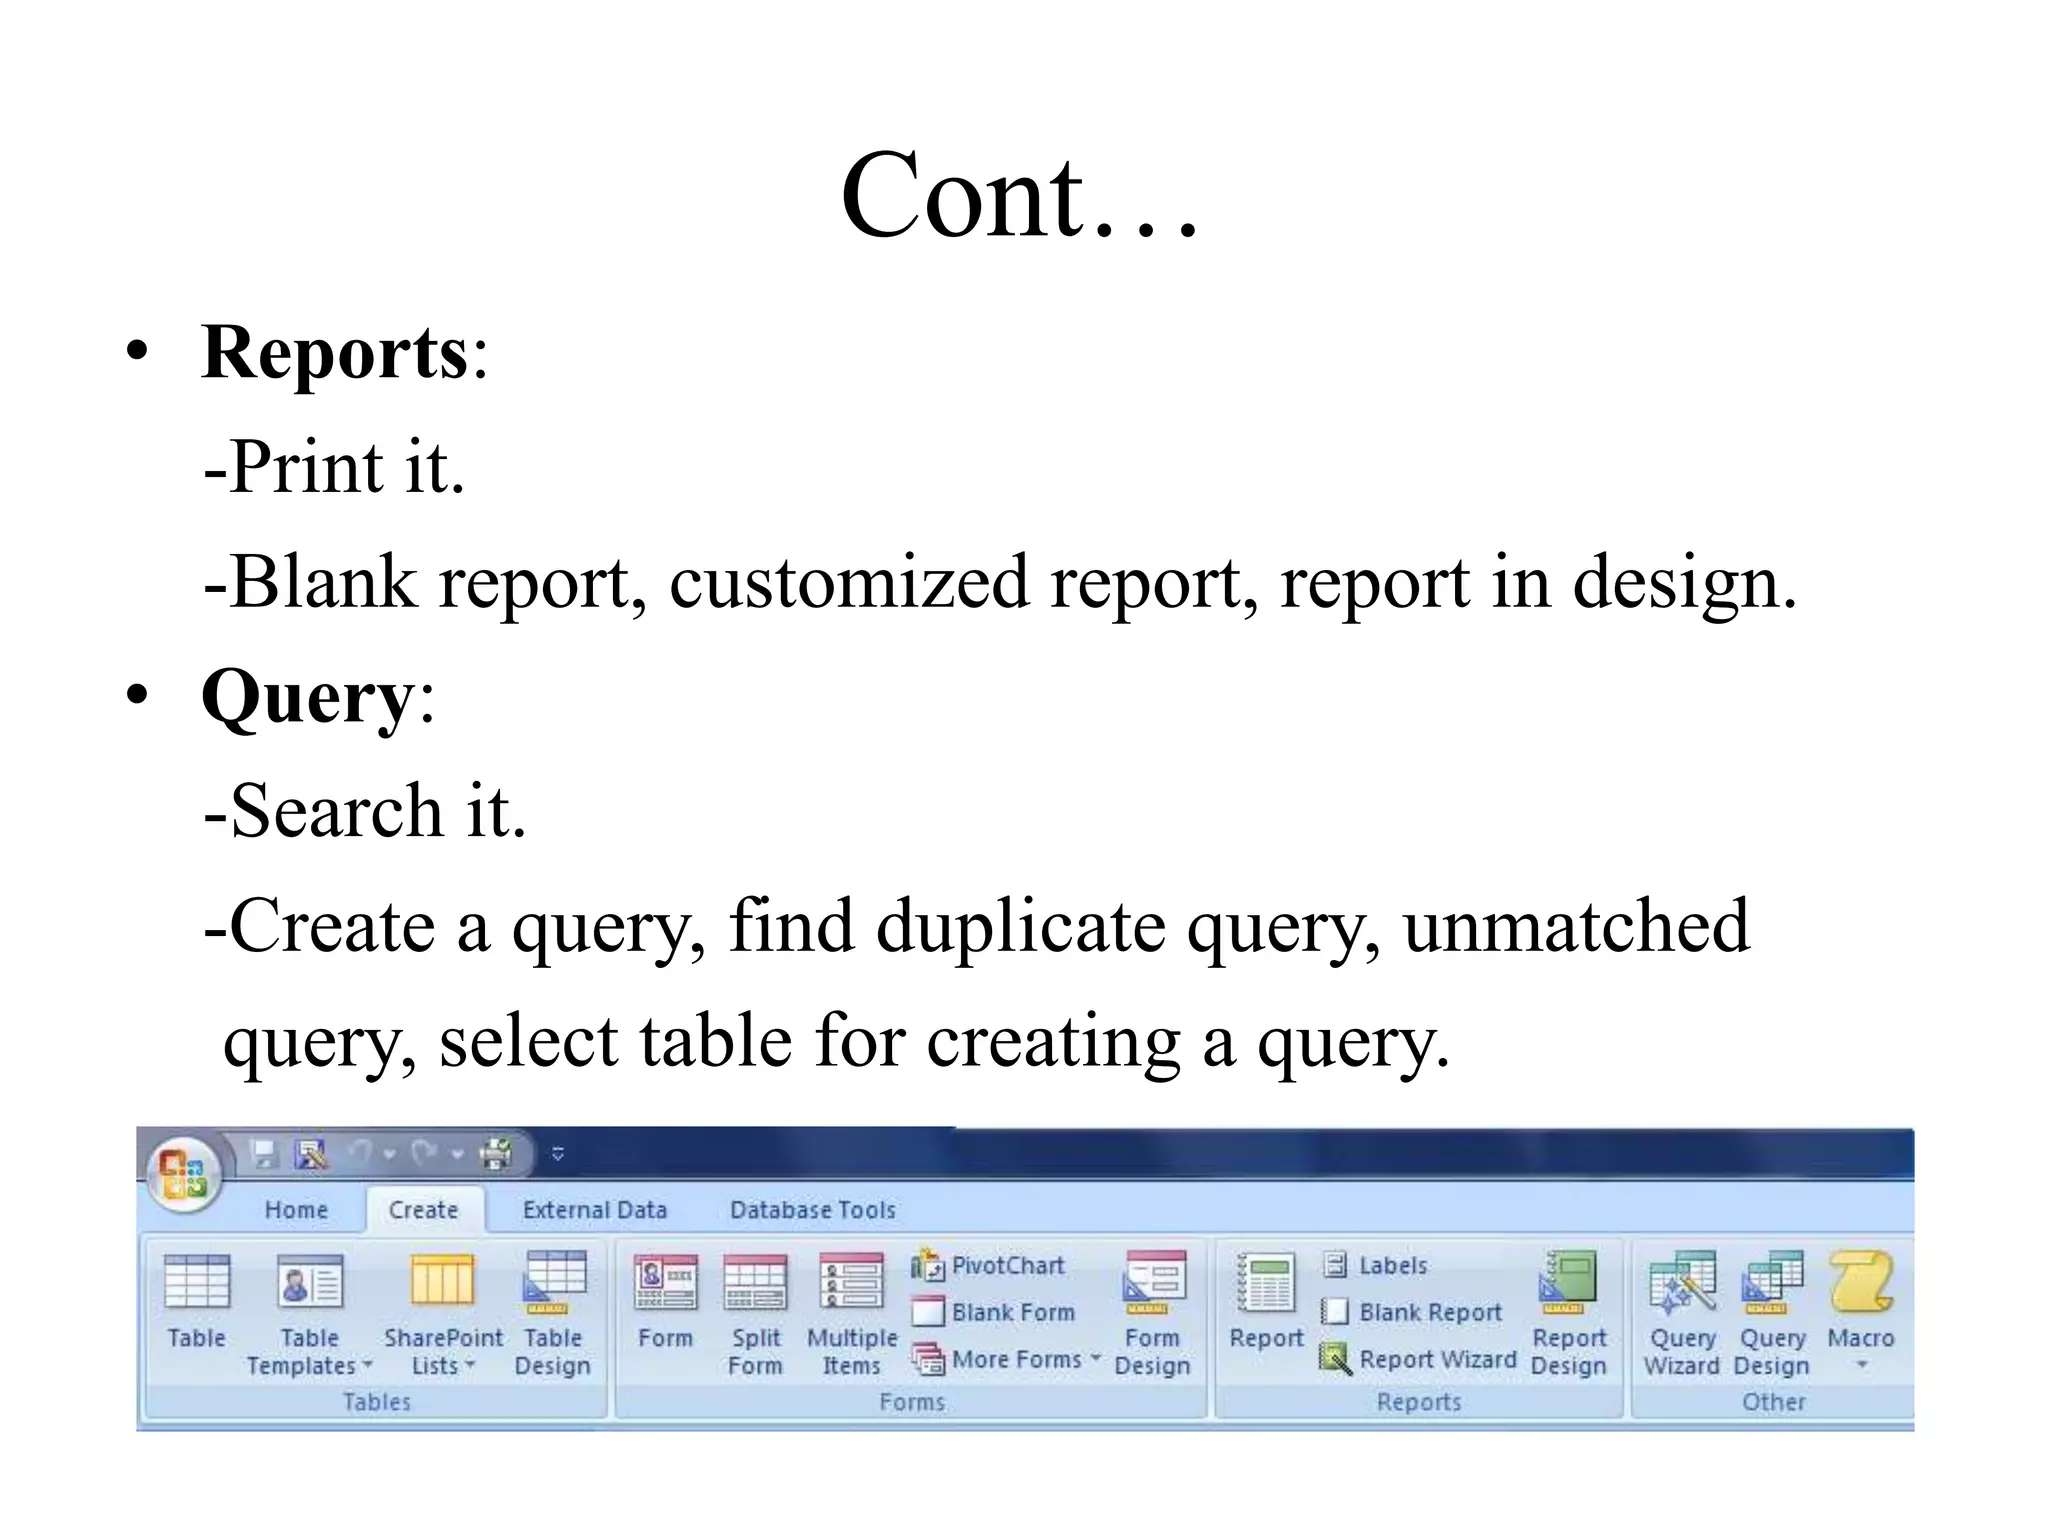 Cont…
• Reports:
-Print it.
-Blank report, customized report, report in design.
• Query:
-Search it.
-Create a query, find duplicate query, unmatched
query, select table for creating a query.
Home Create External Data Database Tools
Table
Table Templates
SharePoint Lists
Table Design
Tables
Form
Split Form
Multiple Items
PivotChart
Blank Form
More Forms
Form Design
Forms
Report
Labels
Blank Report
Report Wizard
Report Design
Reports
Query Wizard
Query Design
Macro
Other